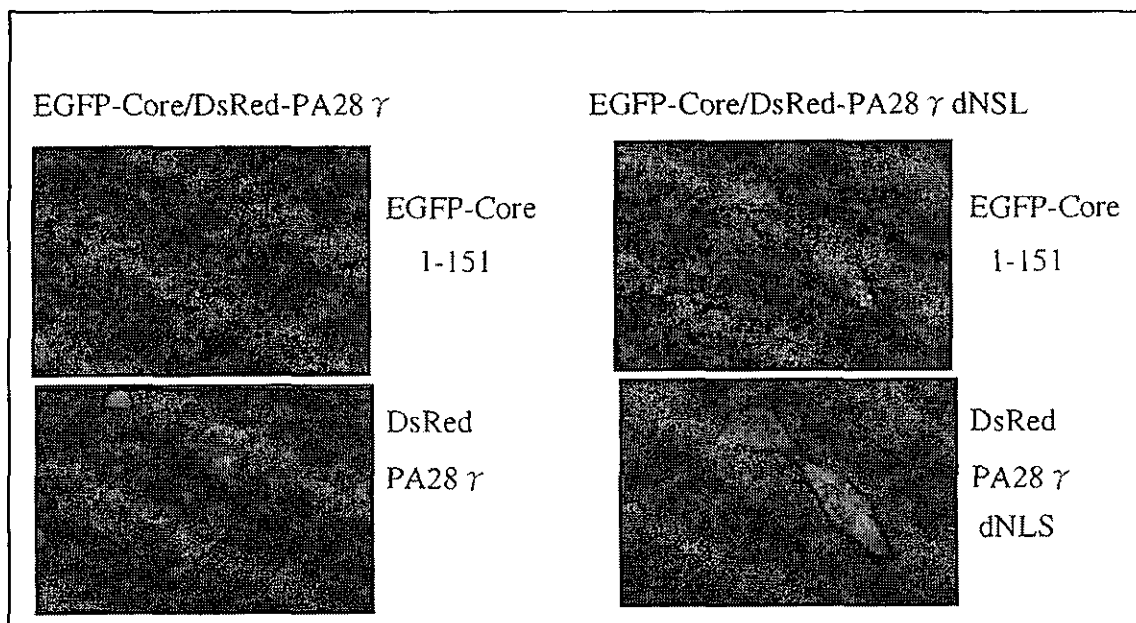 EGFP-Core/DsRed-PA28 γ
EGFP-Core
1-151
DsRed
PA28 γ
EGFP-Core/DsRed-PA28 γ dNSL
EGFP-Core
1-151
DsRed
PA28 γ
dNLS